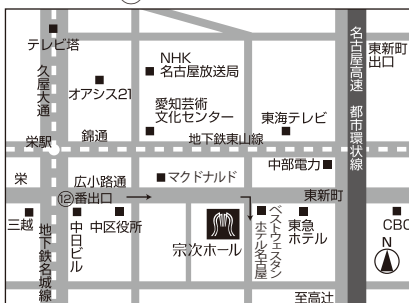 テレビ塔
久屋大通
オアシス21
NHK
名古屋放送局
愛知芸術
文化センター
東海テレビ
名古屋高速 都市環状線
東新町
出口
栄駅
錦通
地下鉄東山線
中部電力
栄
広小路通
マクドナルド
東新町
⑫番出口
三越
地下鉄名城線
中日ビル
中区役所
宗次ホール
ベストウェスタン
ホテル名古屋
東急
ホテル
CBC
N
至高辻